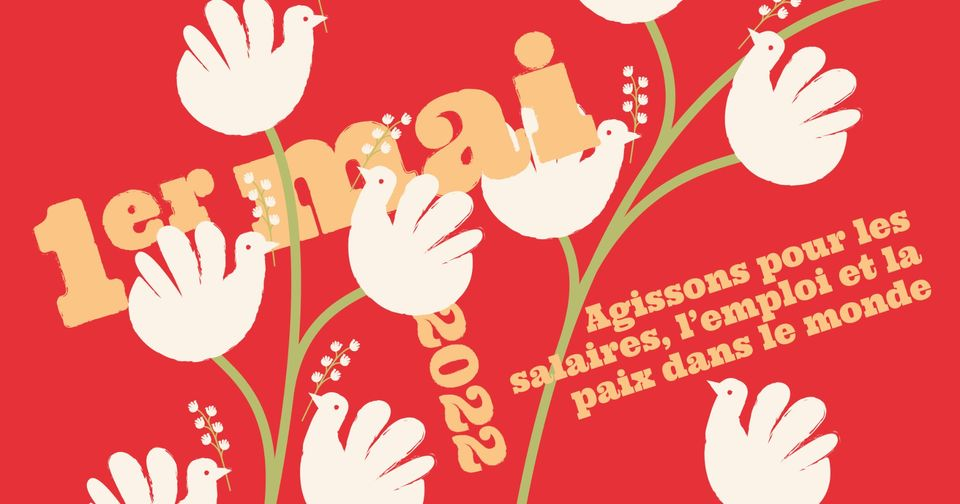 1er mai
2022
Agissons pour les
salaires, l'emploi et la
paix dans le monde